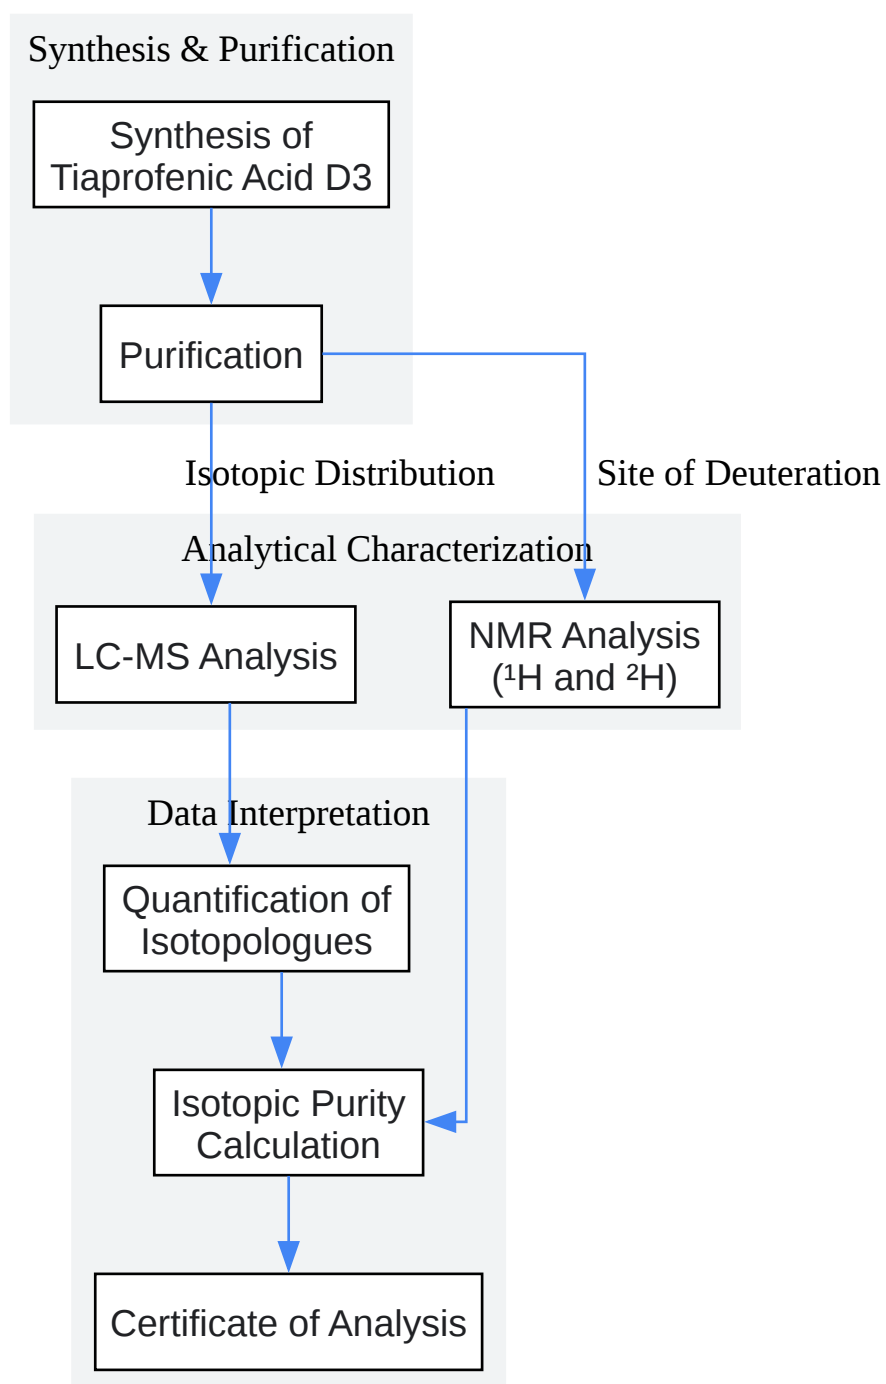 Synthesis & Purification
Synthesis of
Tiaprofenic Acid D3
Purification
Isotopic Distribution
Site of Deuteration
Analytical Characterization
LC-MS Analysis
NMR Analysis
(¹H and ²H)
Data Interpretation
Quantification of
Isotopologues
Isotopic Purity
Calculation
Certificate of Analysis